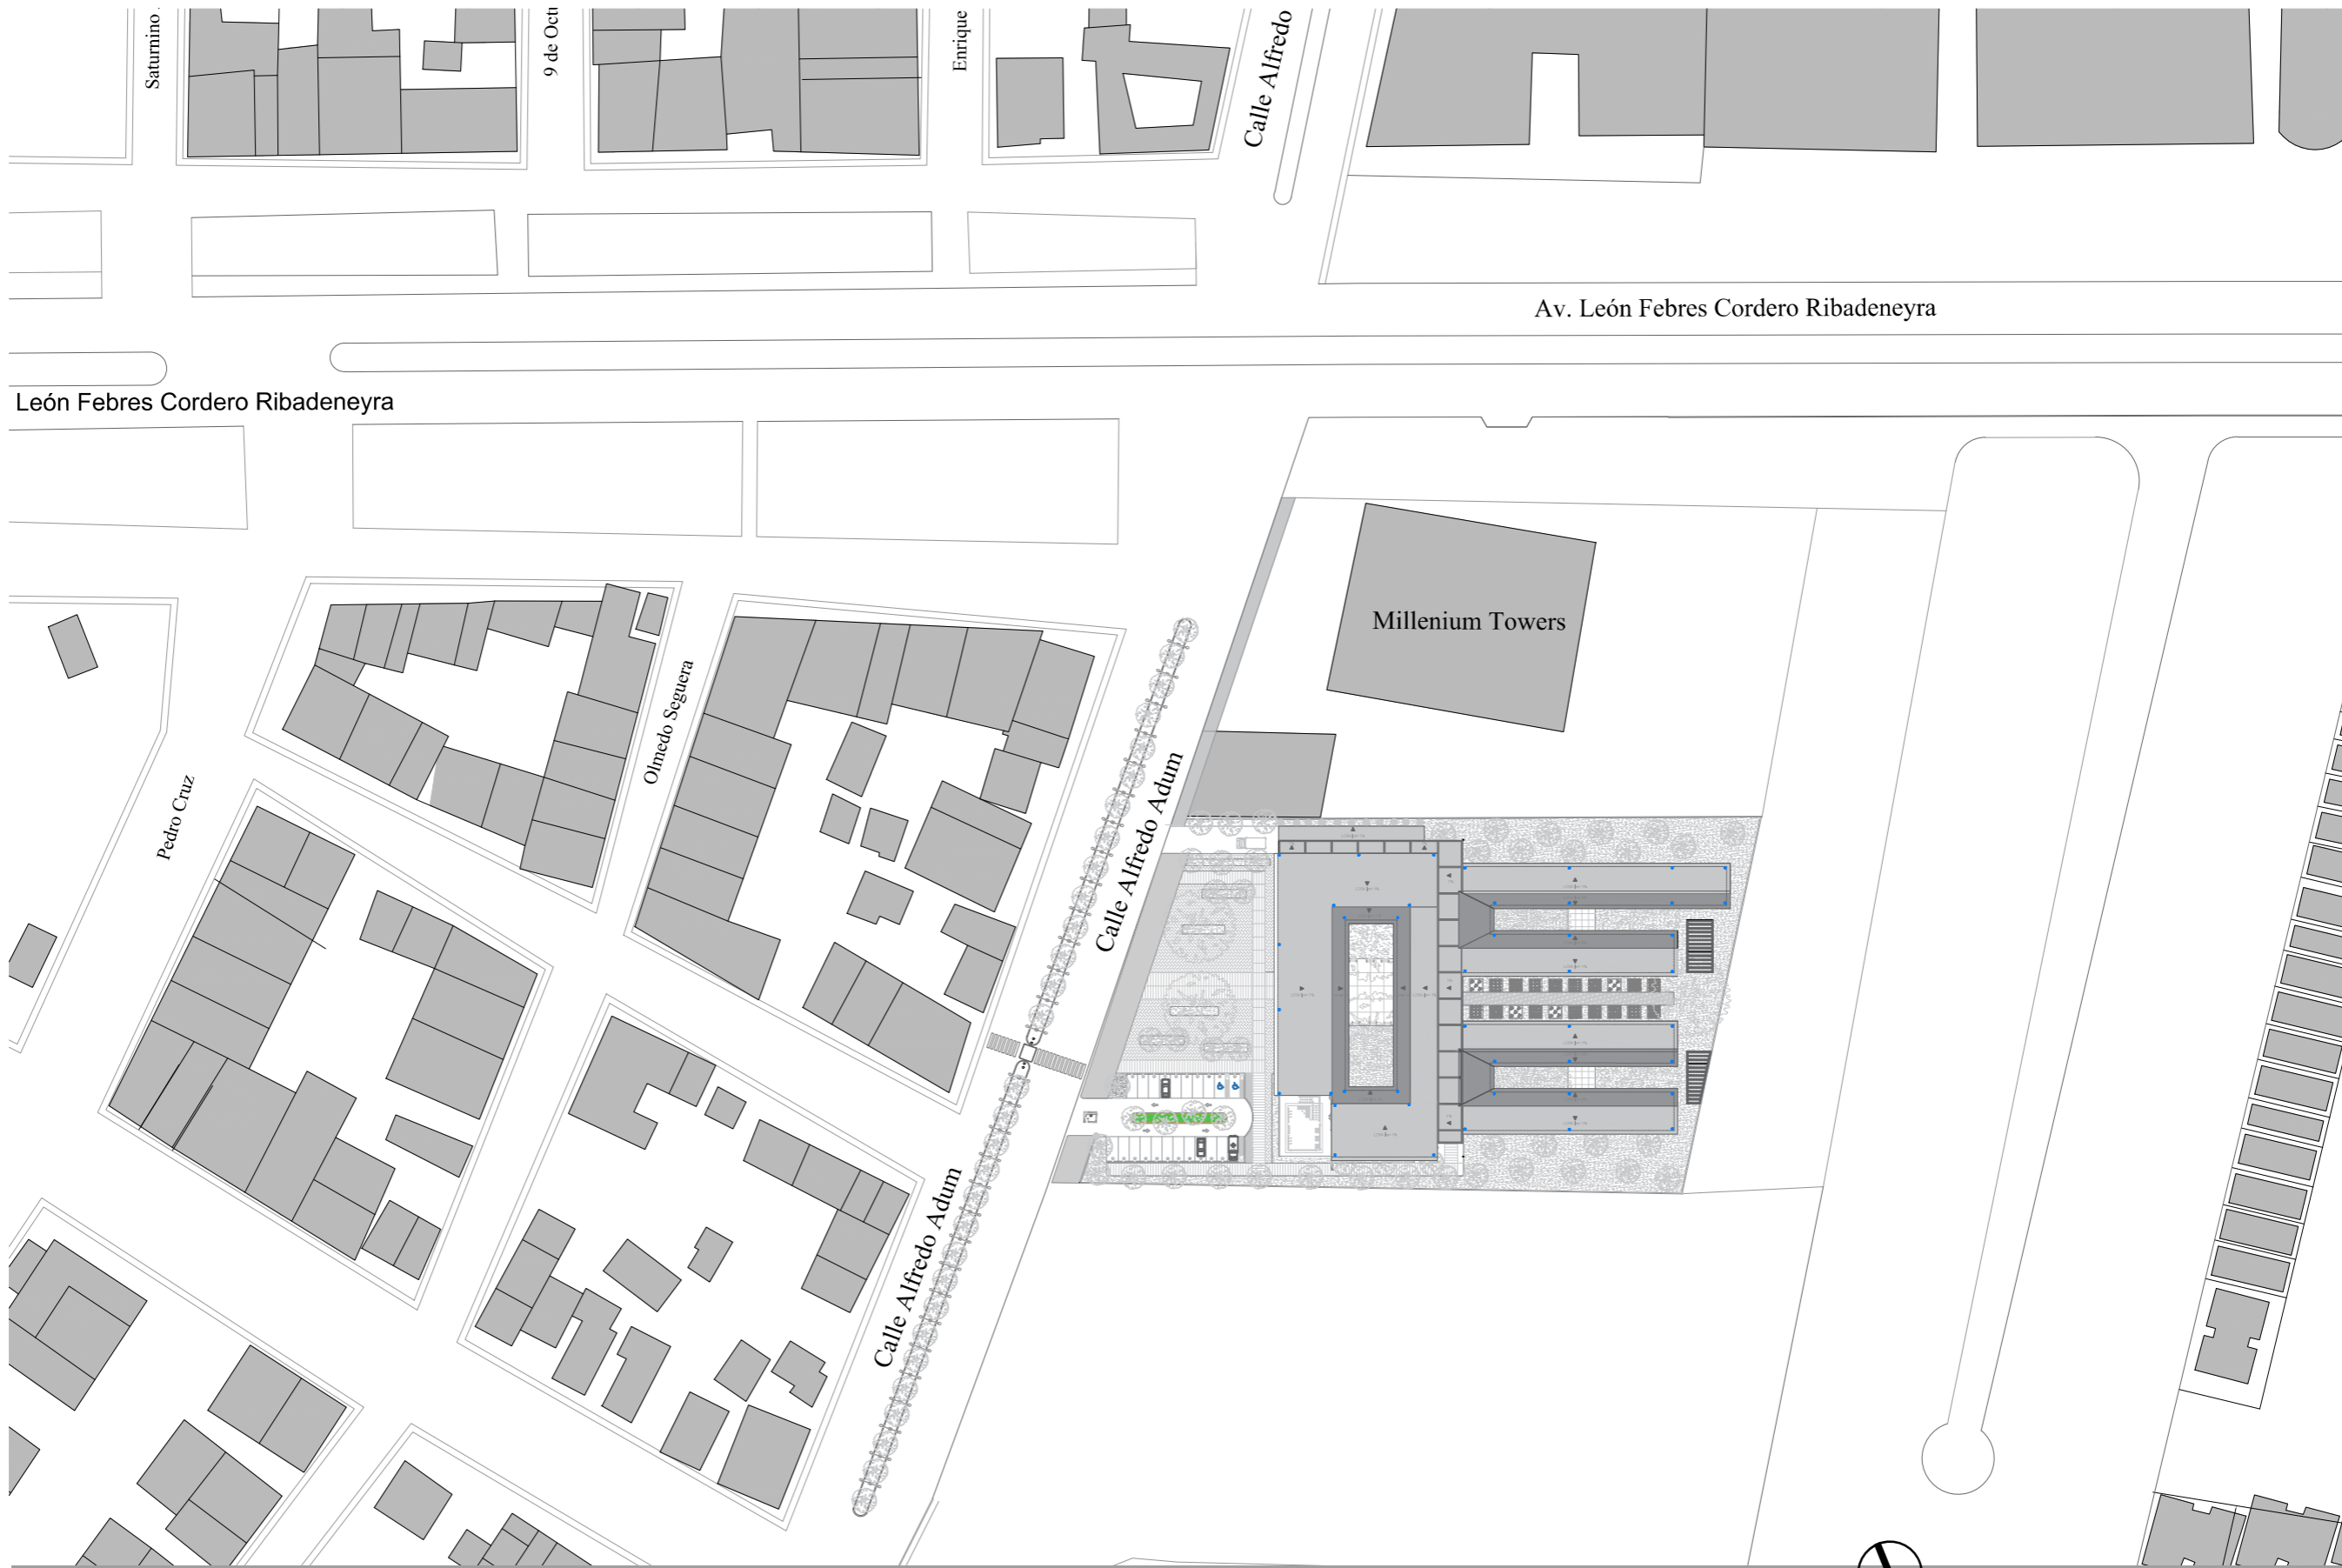 Saturnino
9 de Octu
Enrique
Calle Alfredo
Av. León Febres Cordero Ribadeneyra
León Febres Cordero Ribadeneyra
Millenium Towers
Olmedo Seguera
Pedro Cruz
Calle Alfredo Adum
Calle Alfredo Adum